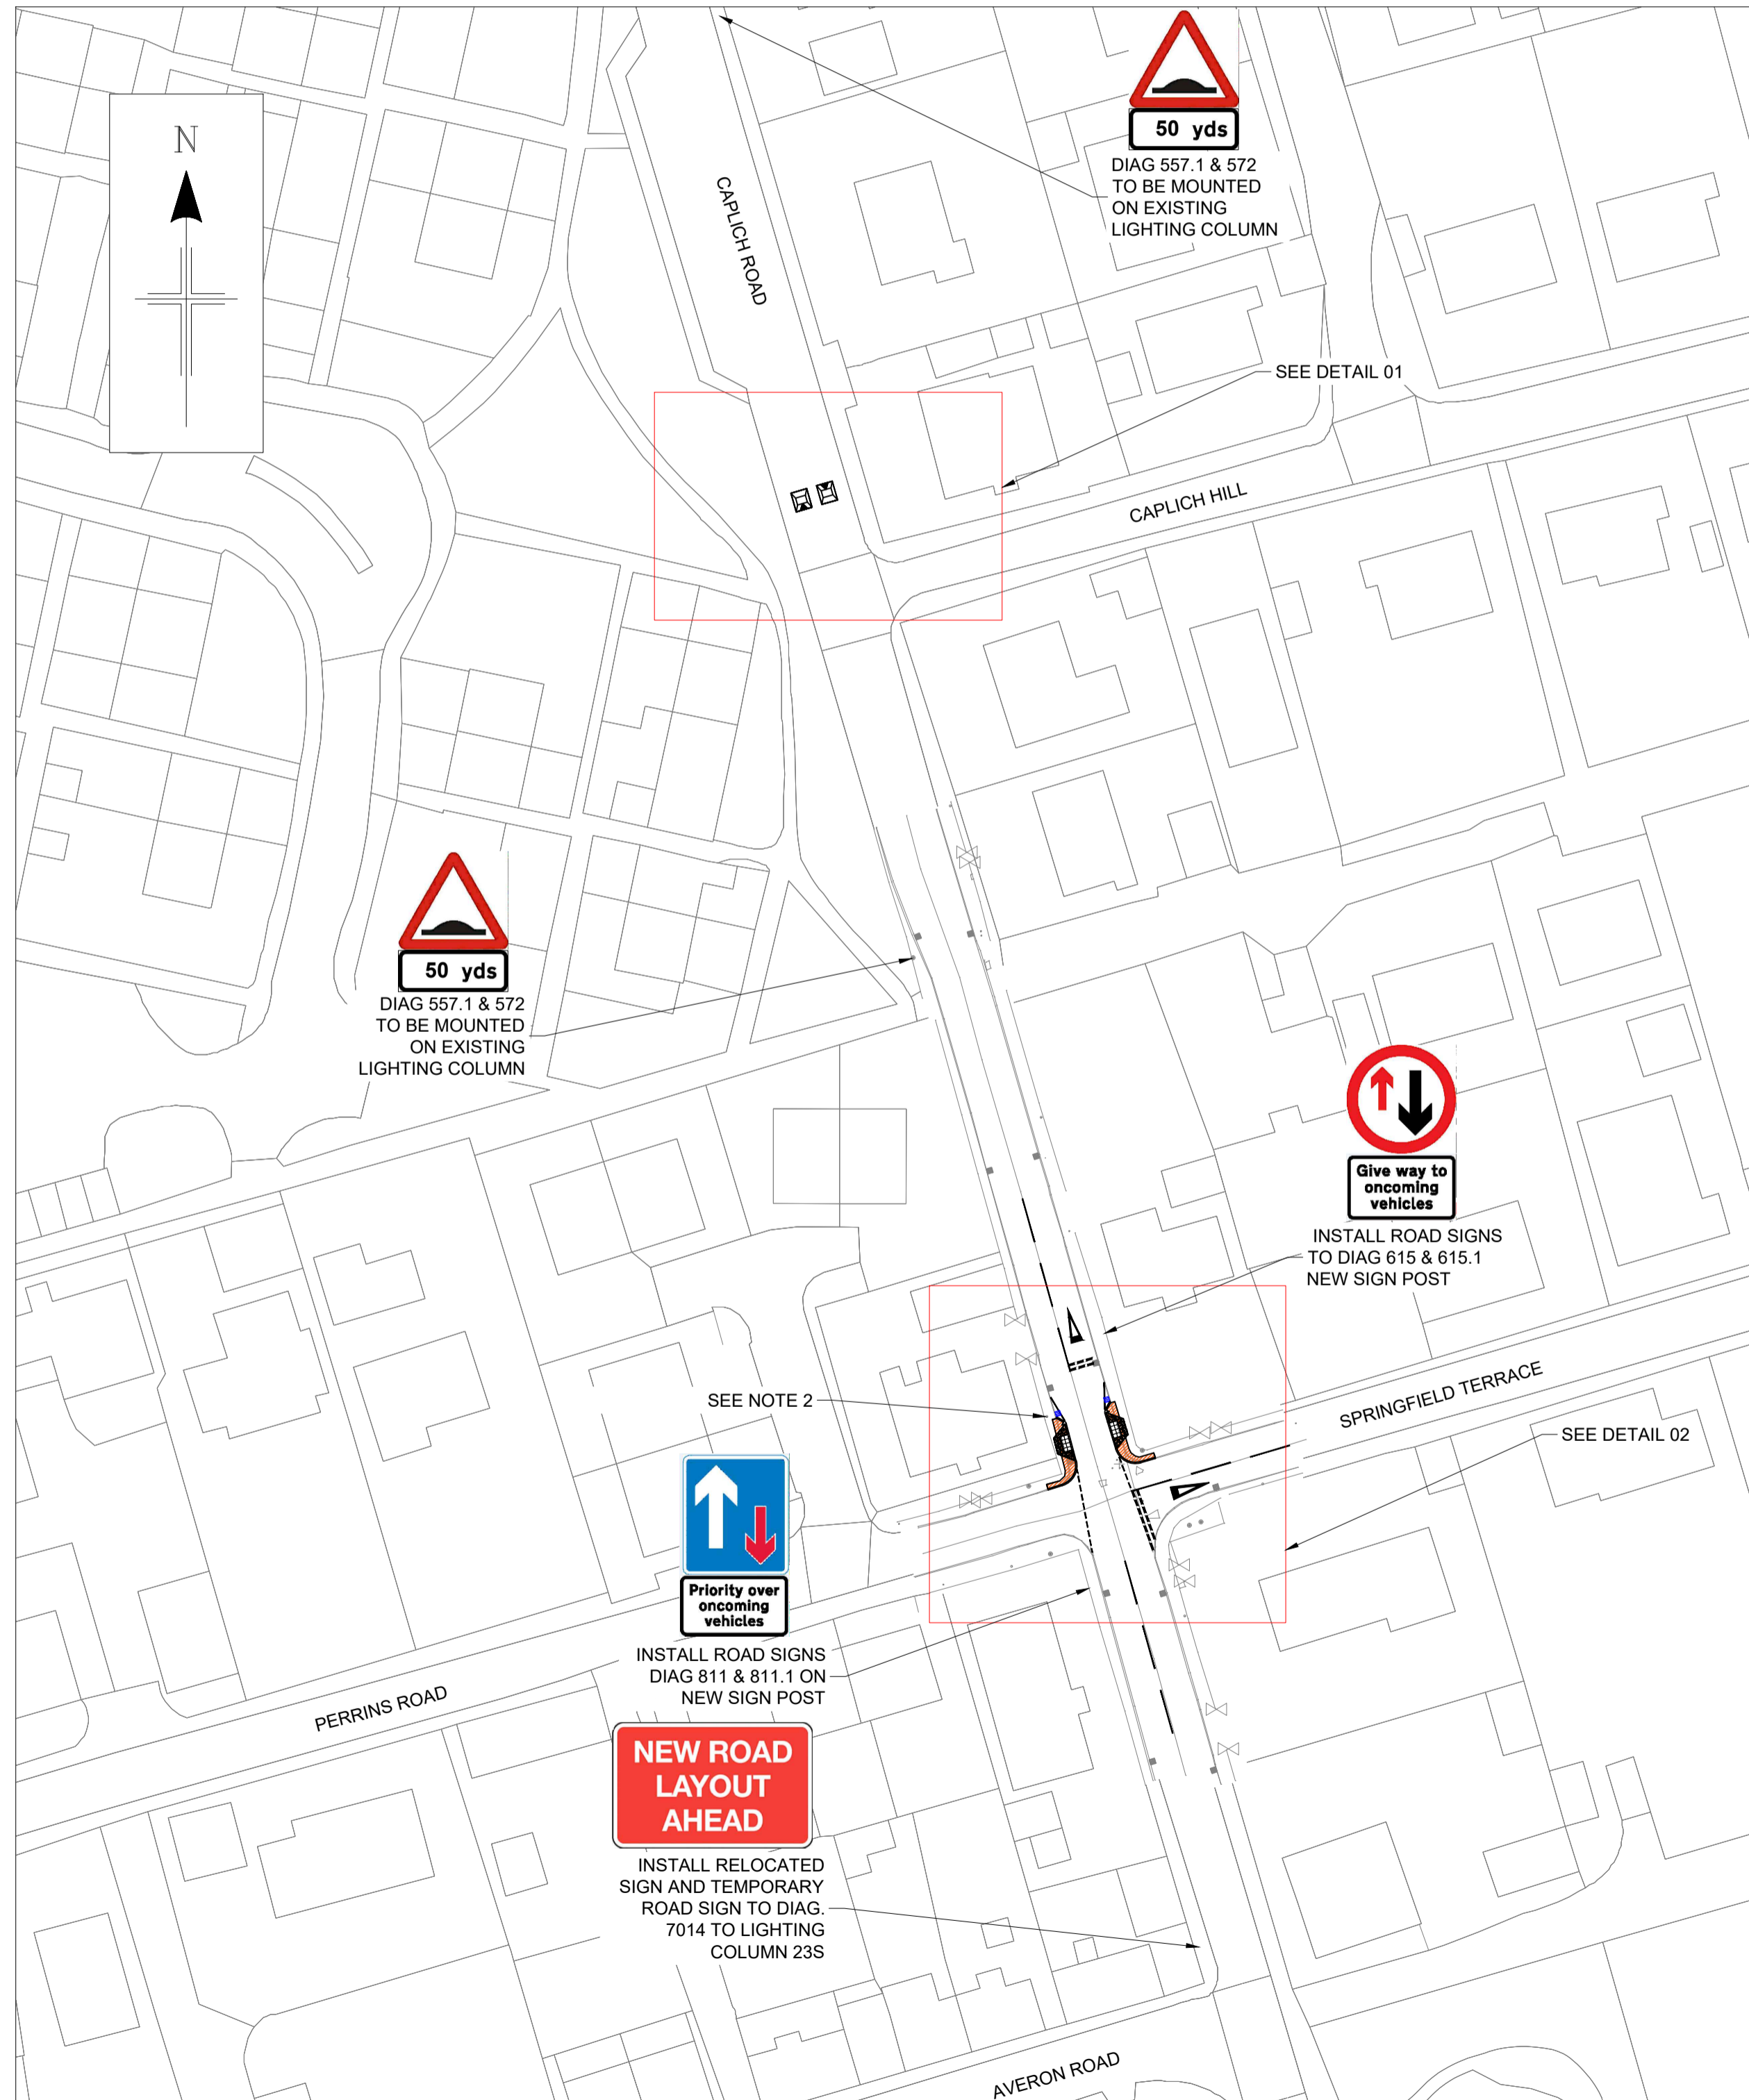 N
50 yds
DIAG 557.1 & 572
TO BE MOUNTED
ON EXISTING
LIGHTING COLUMN
CAPLICH ROAD
SEE DETAIL 01
CAPLICH HILL
50 yds
DIAG 557.1 & 572
TO BE MOUNTED
ON EXISTING
LIGHTING COLUMN
Give way to
oncoming
vehicles
INSTALL ROAD SIGNS
TO DIAG 615 & 615.1
NEW SIGN POST
SEE NOTE 2
SPRINGFIELD TERRACE
SEE DETAIL 02
Priority over
oncoming
vehicles
INSTALL ROAD SIGNS
DIAG 811 & 811.1 ON
NEW SIGN POST
PERRINS ROAD
NEW ROAD
LAYOUT
AHEAD
INSTALL RELOCATED
SIGN AND TEMPORARY
ROAD SIGN TO DIAG.
7014 TO LIGHTING
COLUMN 23S
AVERON ROAD